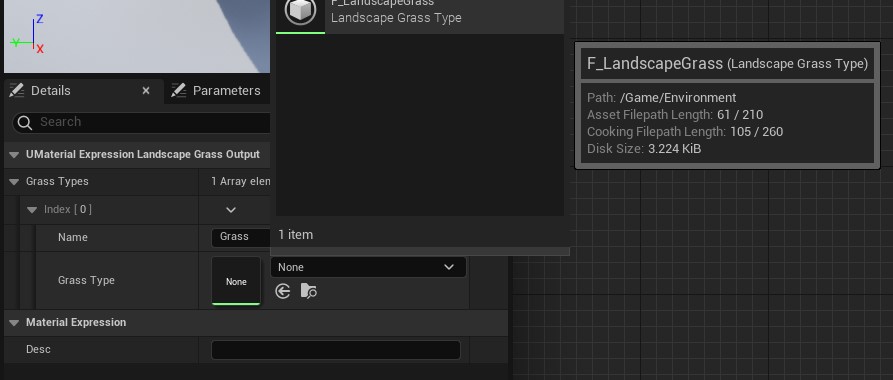 F_LandscapeGrass
Landscape Grass Type
Z
Y
X
F_LandscapeGrass (Landscape Grass Type)
Path: /Game/Environment
Asset Filepath Length: 61 / 210
Cooking Filepath Length: 105 / 260
Disk Size: 3.224 KiB
Details
Parameters
Search
UMaterial Expression Landscape Grass Output
Grass Types
1 Array elen
Index [ 0 ]
1 item
Name
Grass
Grass Type
None
None
Material Expression
Desc